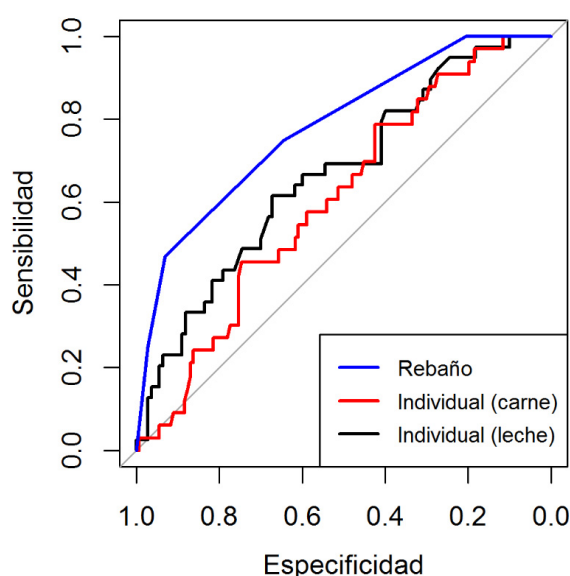 1.0
0.8
0.6
0.4
0.2
0.0
Sensibilidad
Rebaño
Individual (carne)
Individual (leche)
1.0 0.8 0.6 0.4 0.2 0.0
Especificidad